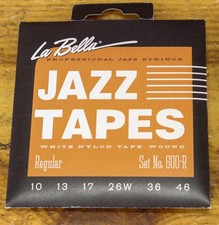 La Bella
PROFESSIONAL JAZZ STRINGS
JAZZ
TAPES
WHITE NYLON TAPE WOUND
Regular Set No. 600-R
10 13 17 26W 36 46